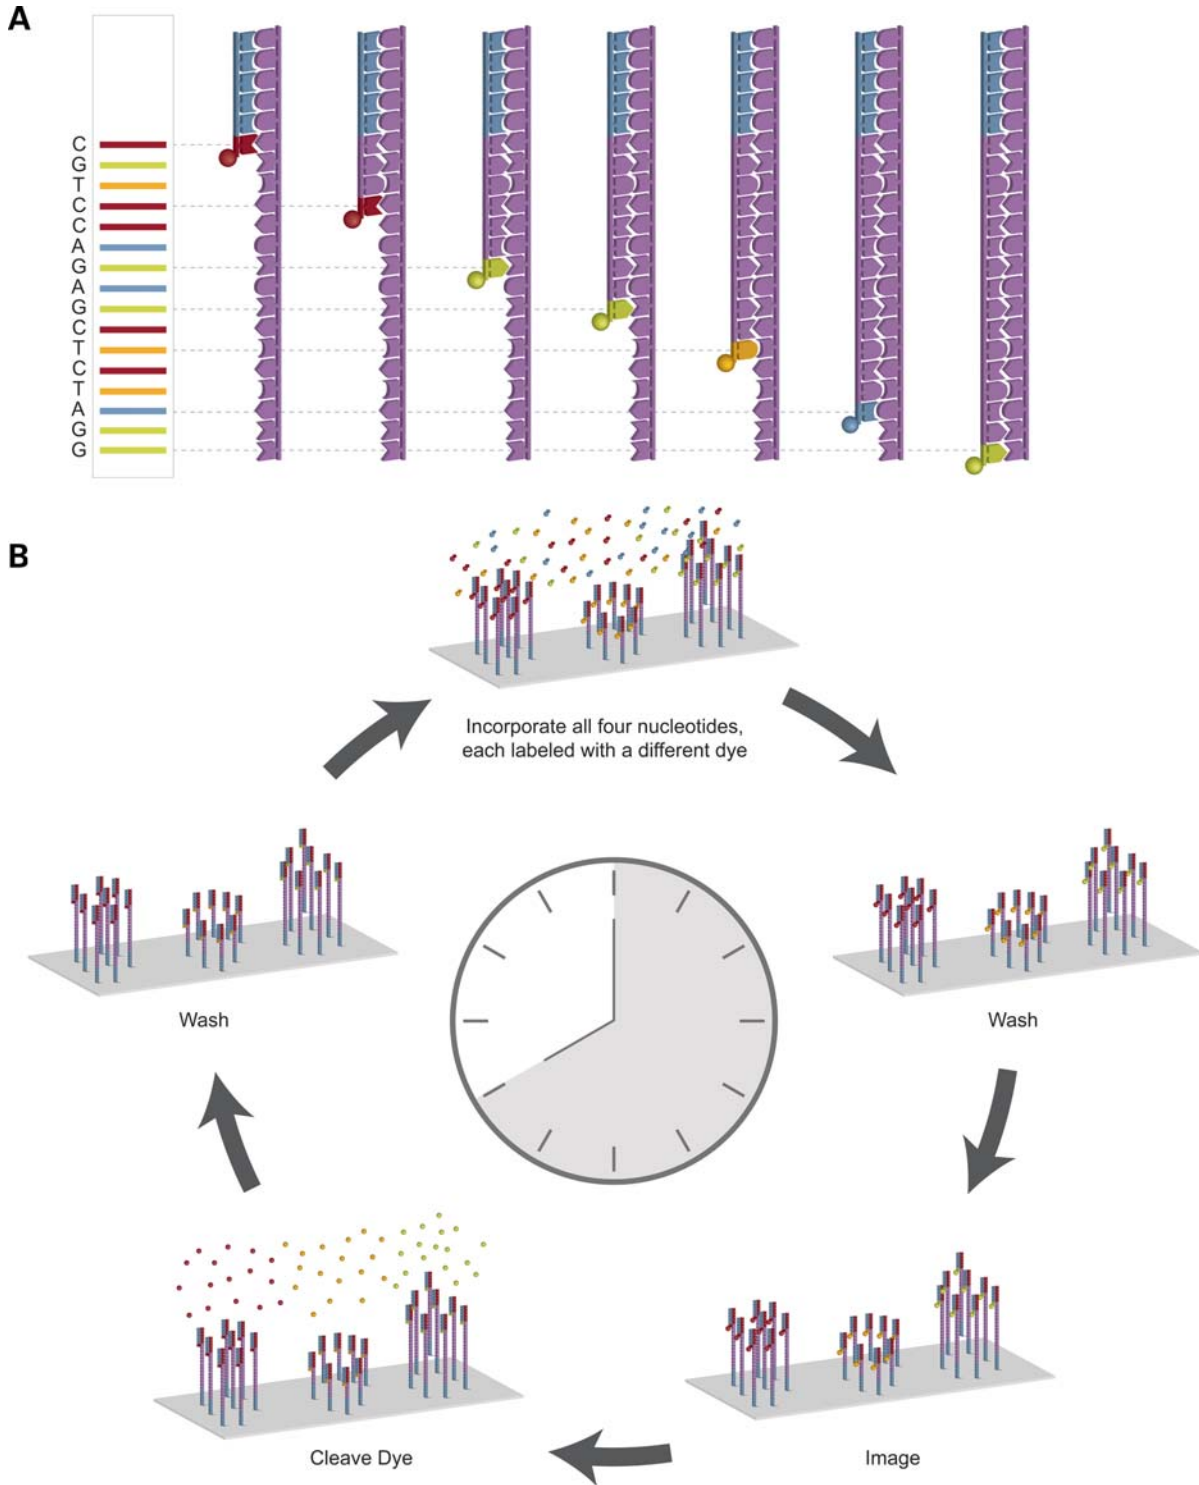 A
C
G
T
C
C
A
G
A
G
C
T
C
T
A
G
G
B
Incorporate all four nucleotides,
each labeled with a different dye
Wash
Wash
Cleave Dye
Image